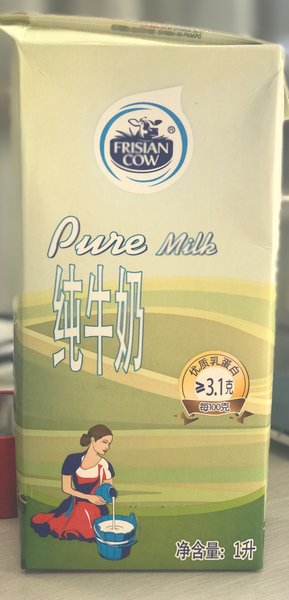 FRISIAN
COW
®
Pure Milk
纯牛奶
优质乳蛋白
≥3.1克
每100克
净含量: 1升